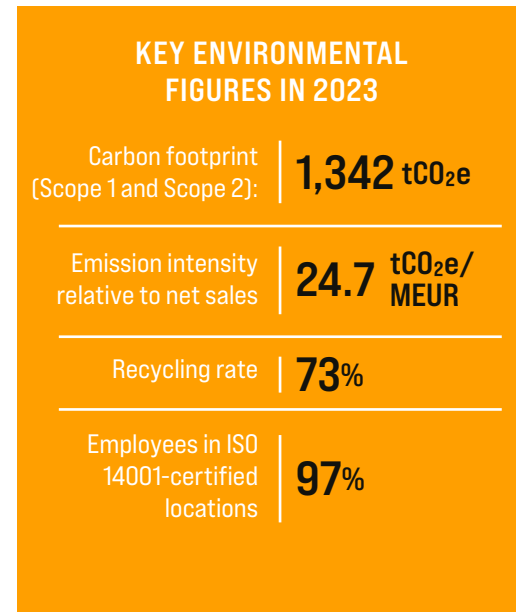 KEY ENVIRONMENTAL
FIGURES IN 2023
Carbon footprint
(Scope 1 and Scope 2):
1,342 tCO₂e
Emission intensity
relative to net sales
24.7 tCO₂e/
MEUR
Recycling rate
73%
Employees in ISO
14001-certified
locations
97%